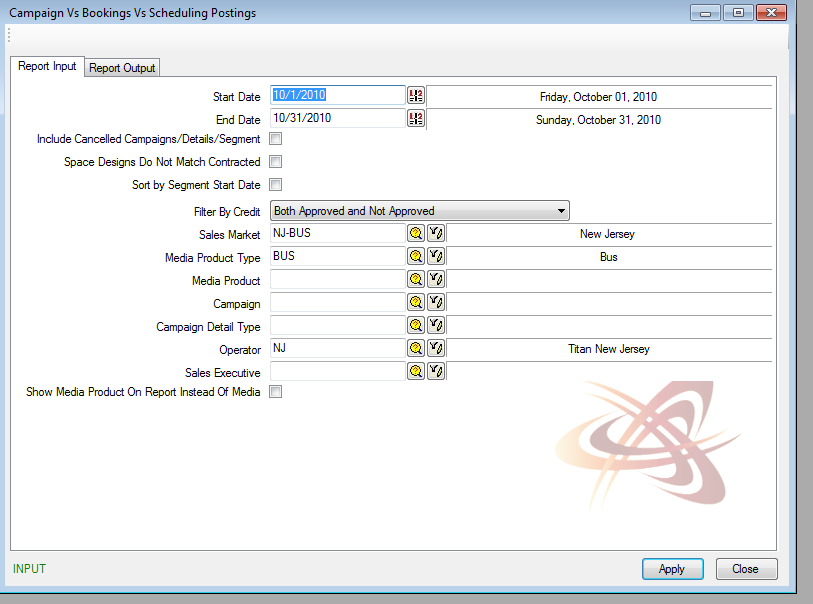 Campaign Vs Bookings Vs Scheduling Postings
Report Input Report Output
Start Date 10/1/2010 Friday, October 01, 2010
End Date 10/31/2010 Sunday, October 31, 2010
Include Cancelled Campaigns/Details/Segment
Space Designs Do Not Match Contracted
Sort by Segment Start Date
Filter By Credit Both Approved and Not Approved
Sales Market NJ-BUS New Jersey
Media Product Type BUS Bus
Media Product
Campaign
Campaign Detail Type
Operator NJ Titan New Jersey
Sales Executive
Show Media Product On Report Instead Of Media
INPUT Apply Close